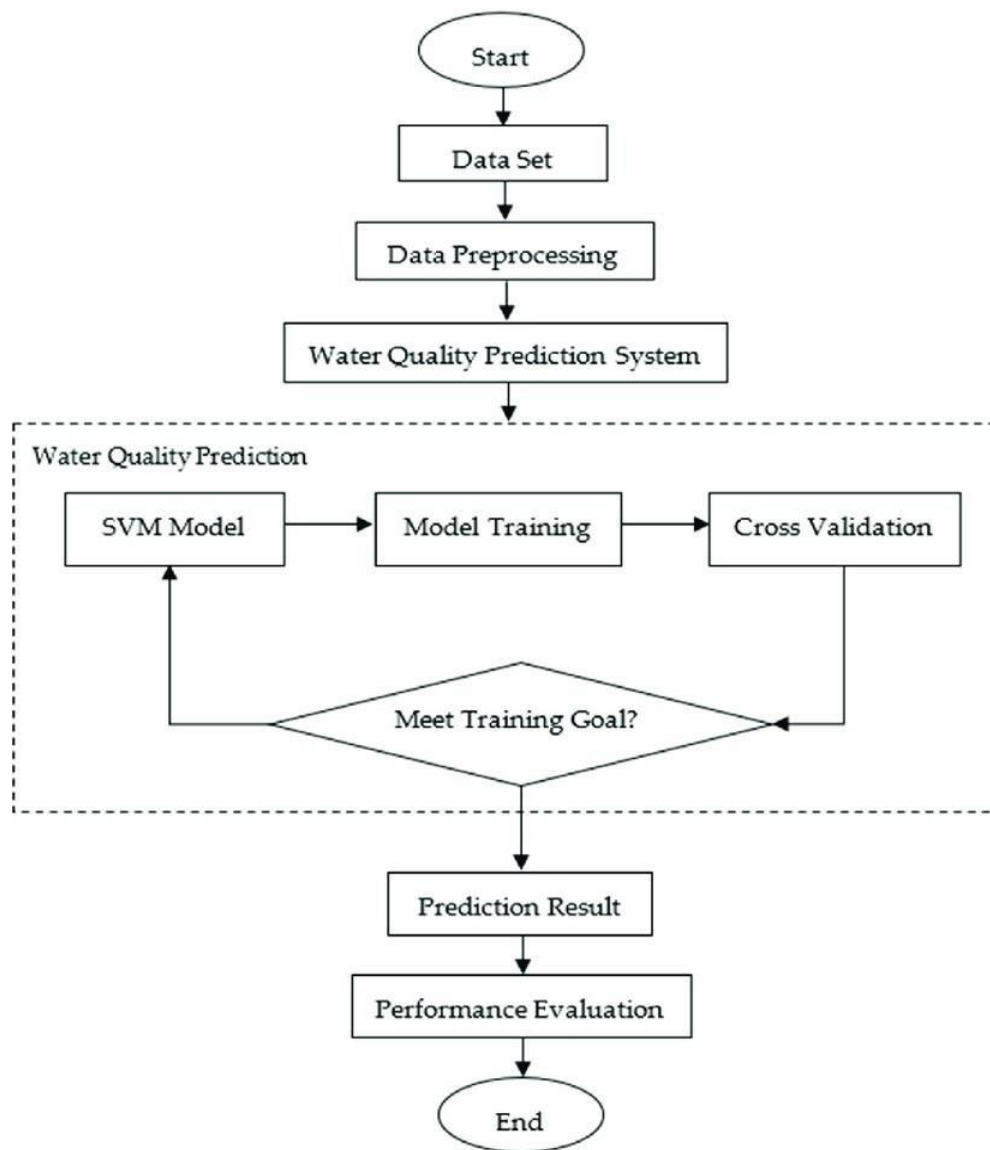 Start
Data Set
Data Preprocessing
Water Quality Prediction System
Water Quality Prediction
SVM Model
Model Training
Cross Validation
Meet Training Goal?
Prediction Result
Performance Evaluation
End